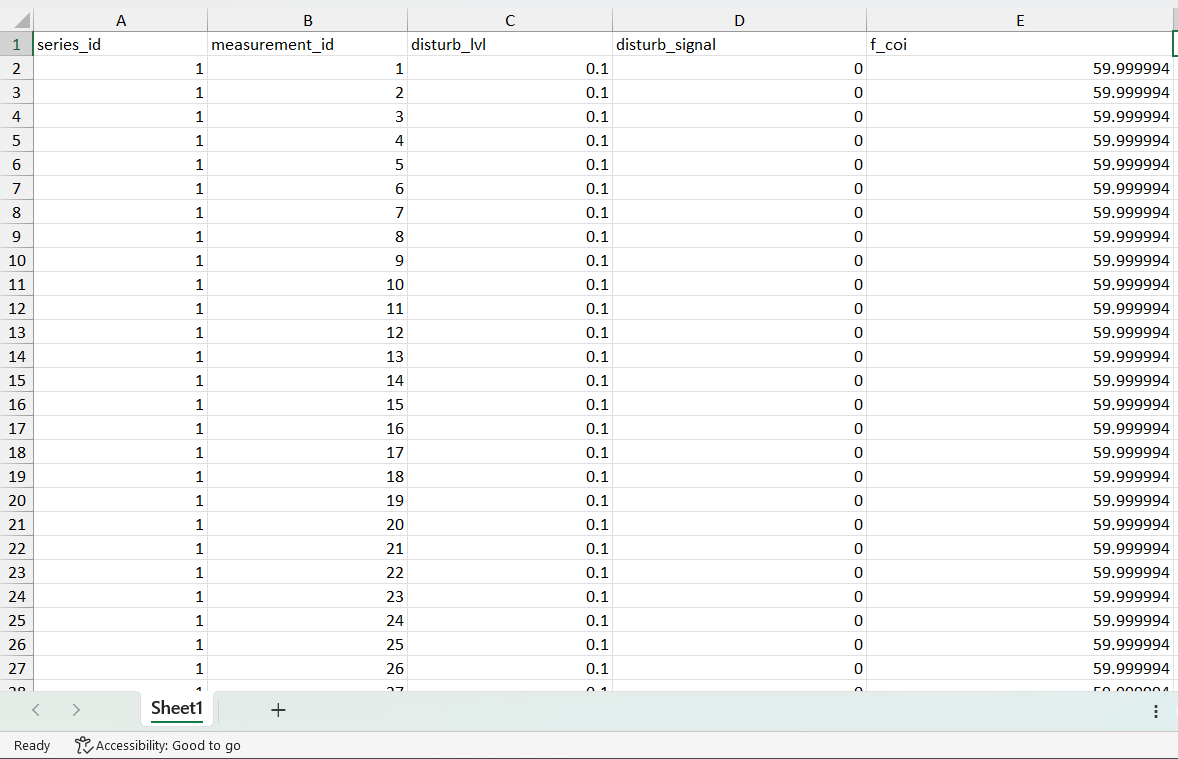 A B C D E
1 series_id measurement_id disturb_lvl disturb_signal f_coi
2 1 1 0.1 0 59.999994
3 1 2 0.1 0 59.999994
4 1 3 0.1 0 59.999994
5 1 4 0.1 0 59.999994
6 1 5 0.1 0 59.999994
7 1 6 0.1 0 59.999994
8 1 7 0.1 0 59.999994
9 1 8 0.1 0 59.999994
10 1 9 0.1 0 59.999994
11 1 10 0.1 0 59.999994
12 1 11 0.1 0 59.999994
13 1 12 0.1 0 59.999994
14 1 13 0.1 0 59.999994
15 1 14 0.1 0 59.999994
16 1 15 0.1 0 59.999994
17 1 16 0.1 0 59.999994
18 1 17 0.1 0 59.999994
19 1 18 0.1 0 59.999994
20 1 19 0.1 0 59.999994
21 1 20 0.1 0 59.999994
22 1 21 0.1 0 59.999994
23 1 22 0.1 0 59.999994
24 1 23 0.1 0 59.999994
25 1 24 0.1 0 59.999994
26 1 25 0.1 0 59.999994
27 1 26 0.1 0 59.999994
Sheet1
Ready Accessibility: Good to go